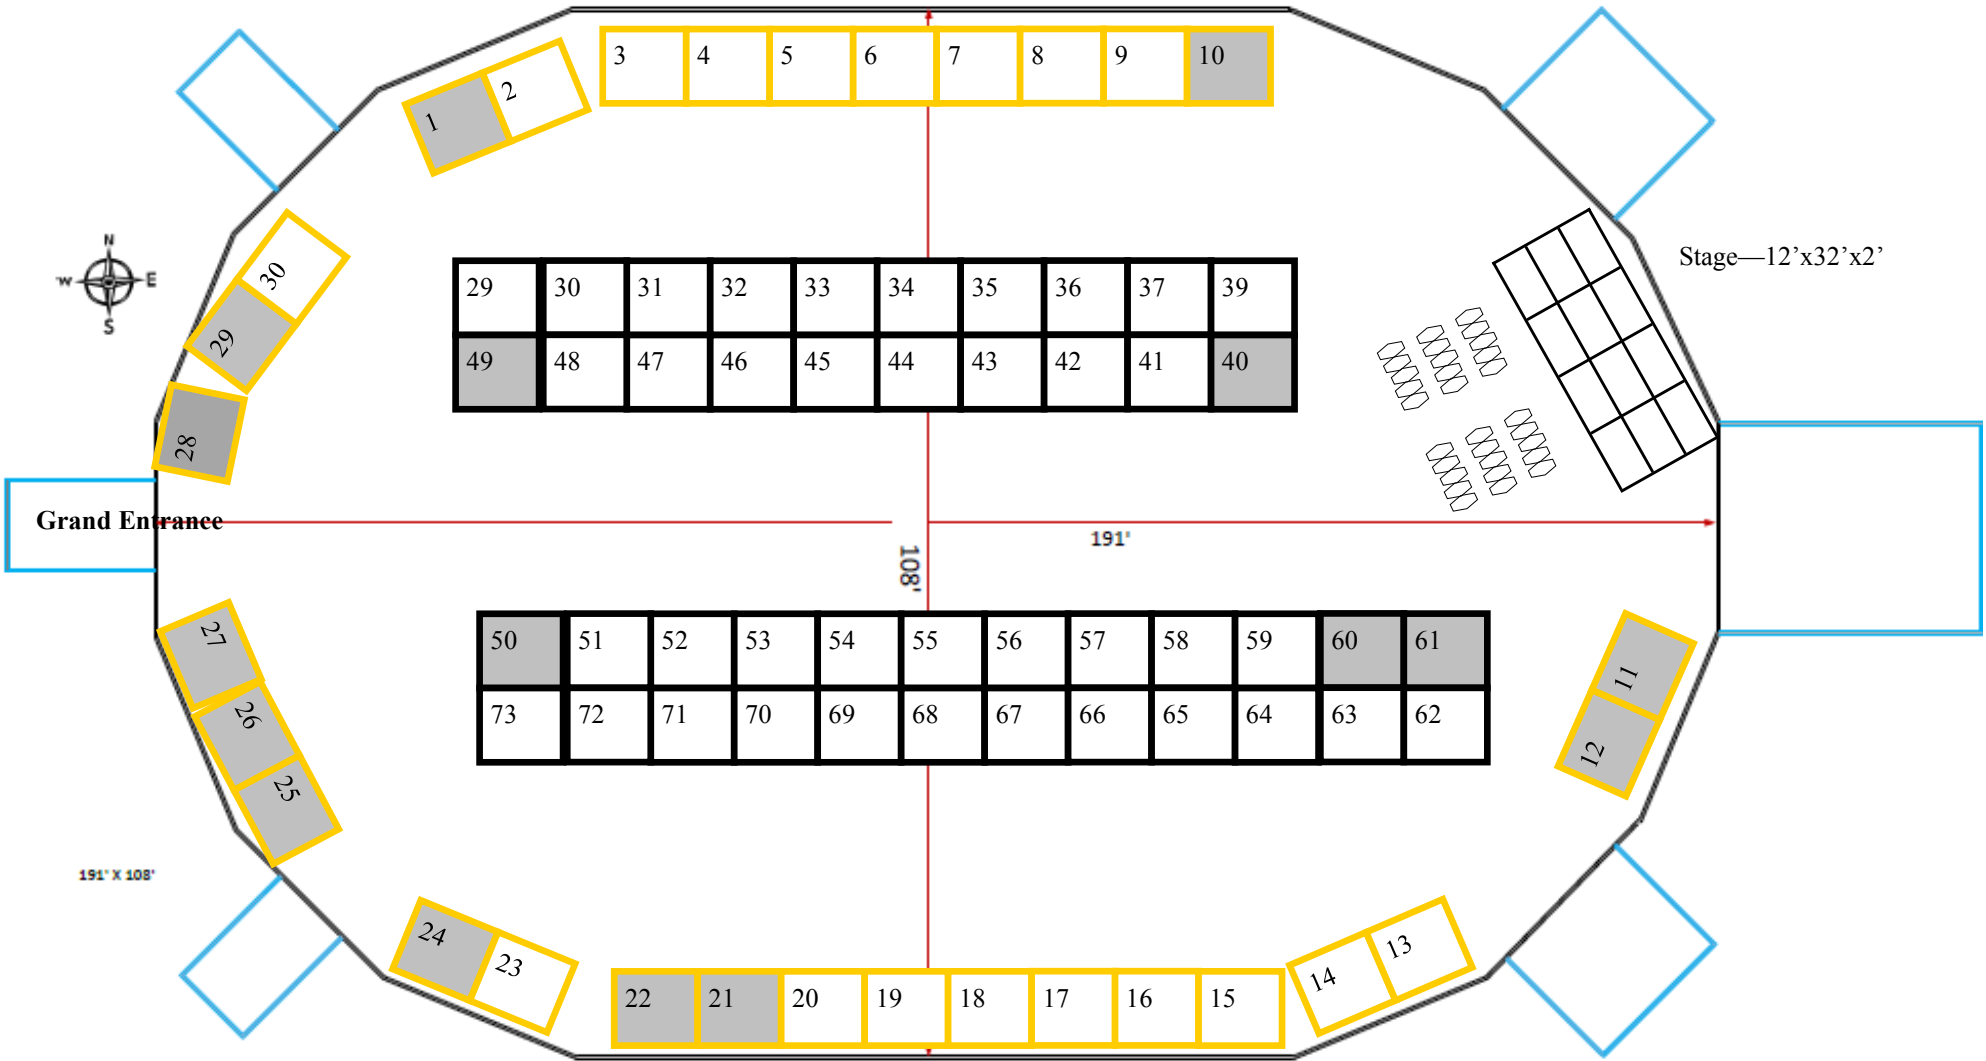 3 4 5 6 7 8 9 10
1 2
N
W E
S
30
29
28
29 30 31 32 33 34 35 36 37 39
49 48 47 46 45 44 43 42 41 40
Stage—12’x32’x2’
Grand Entrance
191'
108'
27
26
25
50 51 52 53 54 55 56 57 58 59 60 61
73 72 71 70 69 68 67 66 65 64 63 62
11
12
191' X 108'
24 23
22 21 20 19 18 17 16 15
14 13